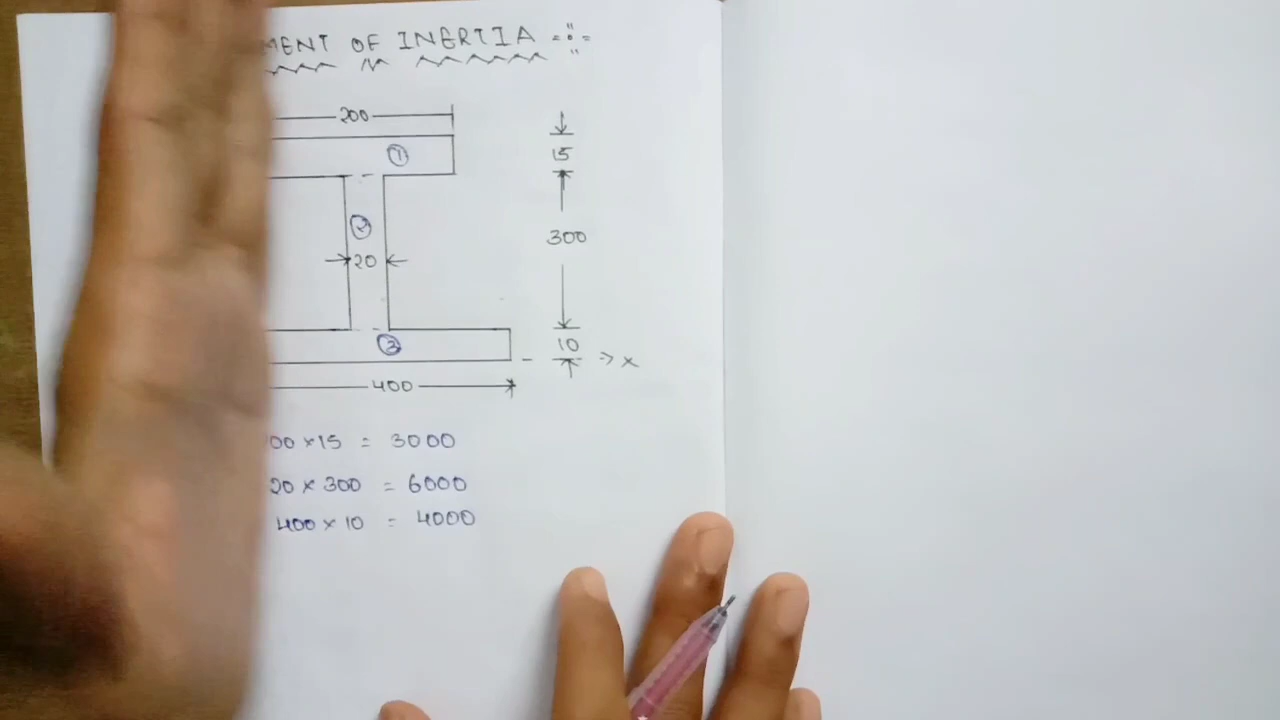 MENT OF INERTIA
200
① 15
② 300
20
③ 10 → x
400
00 × 15 = 3000
20 × 300 = 6000
400 × 10 = 4000